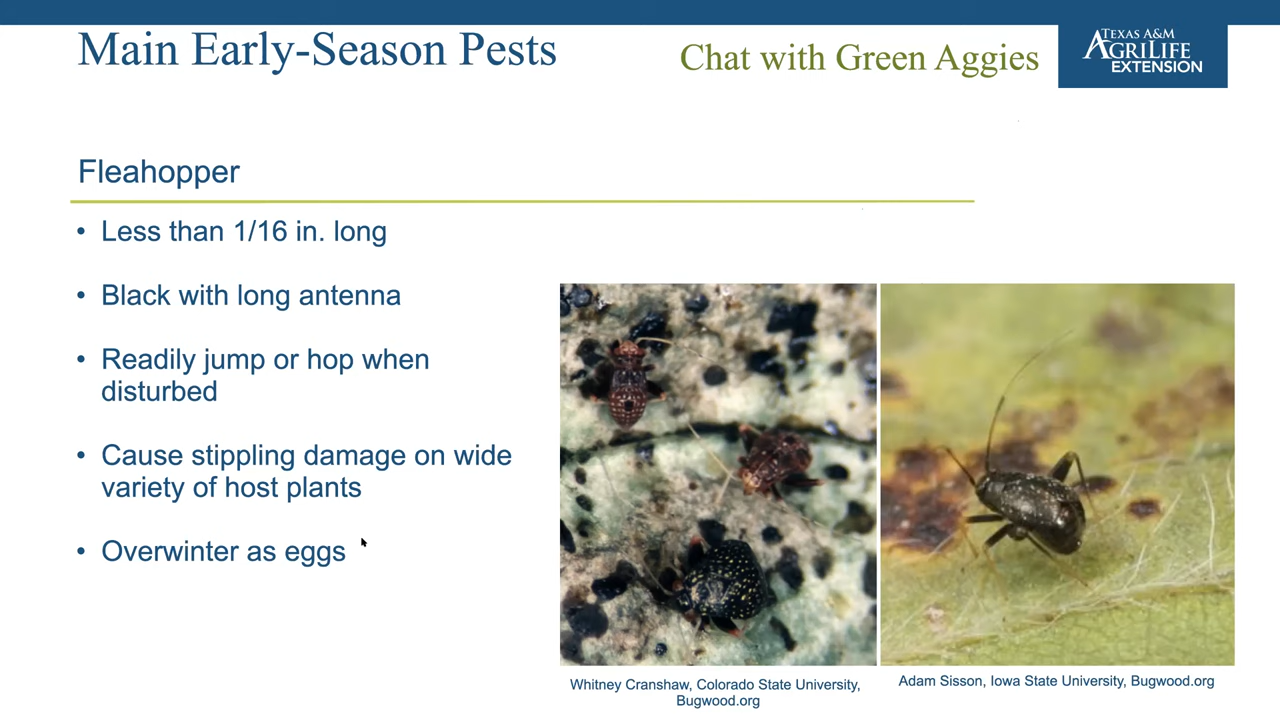 Main Early-Season Pests
Chat with Green Aggies
TEXAS A&M
AGRILIFE
EXTENSION
Fleahopper
• Less than 1/16 in. long
• Black with long antenna
• Readily jump or hop when
disturbed
• Cause stippling damage on wide
variety of host plants
• Overwinter as eggs
Whitney Cranshaw, Colorado State University,
Bugwood.org
Adam Sisson, Iowa State University, Bugwood.org